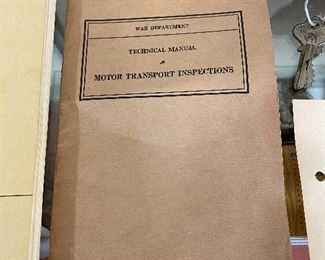 WAR DEPARTMENT
TECHNICAL MANUAL
MOTOR TRANSPORT INSPECTIONS